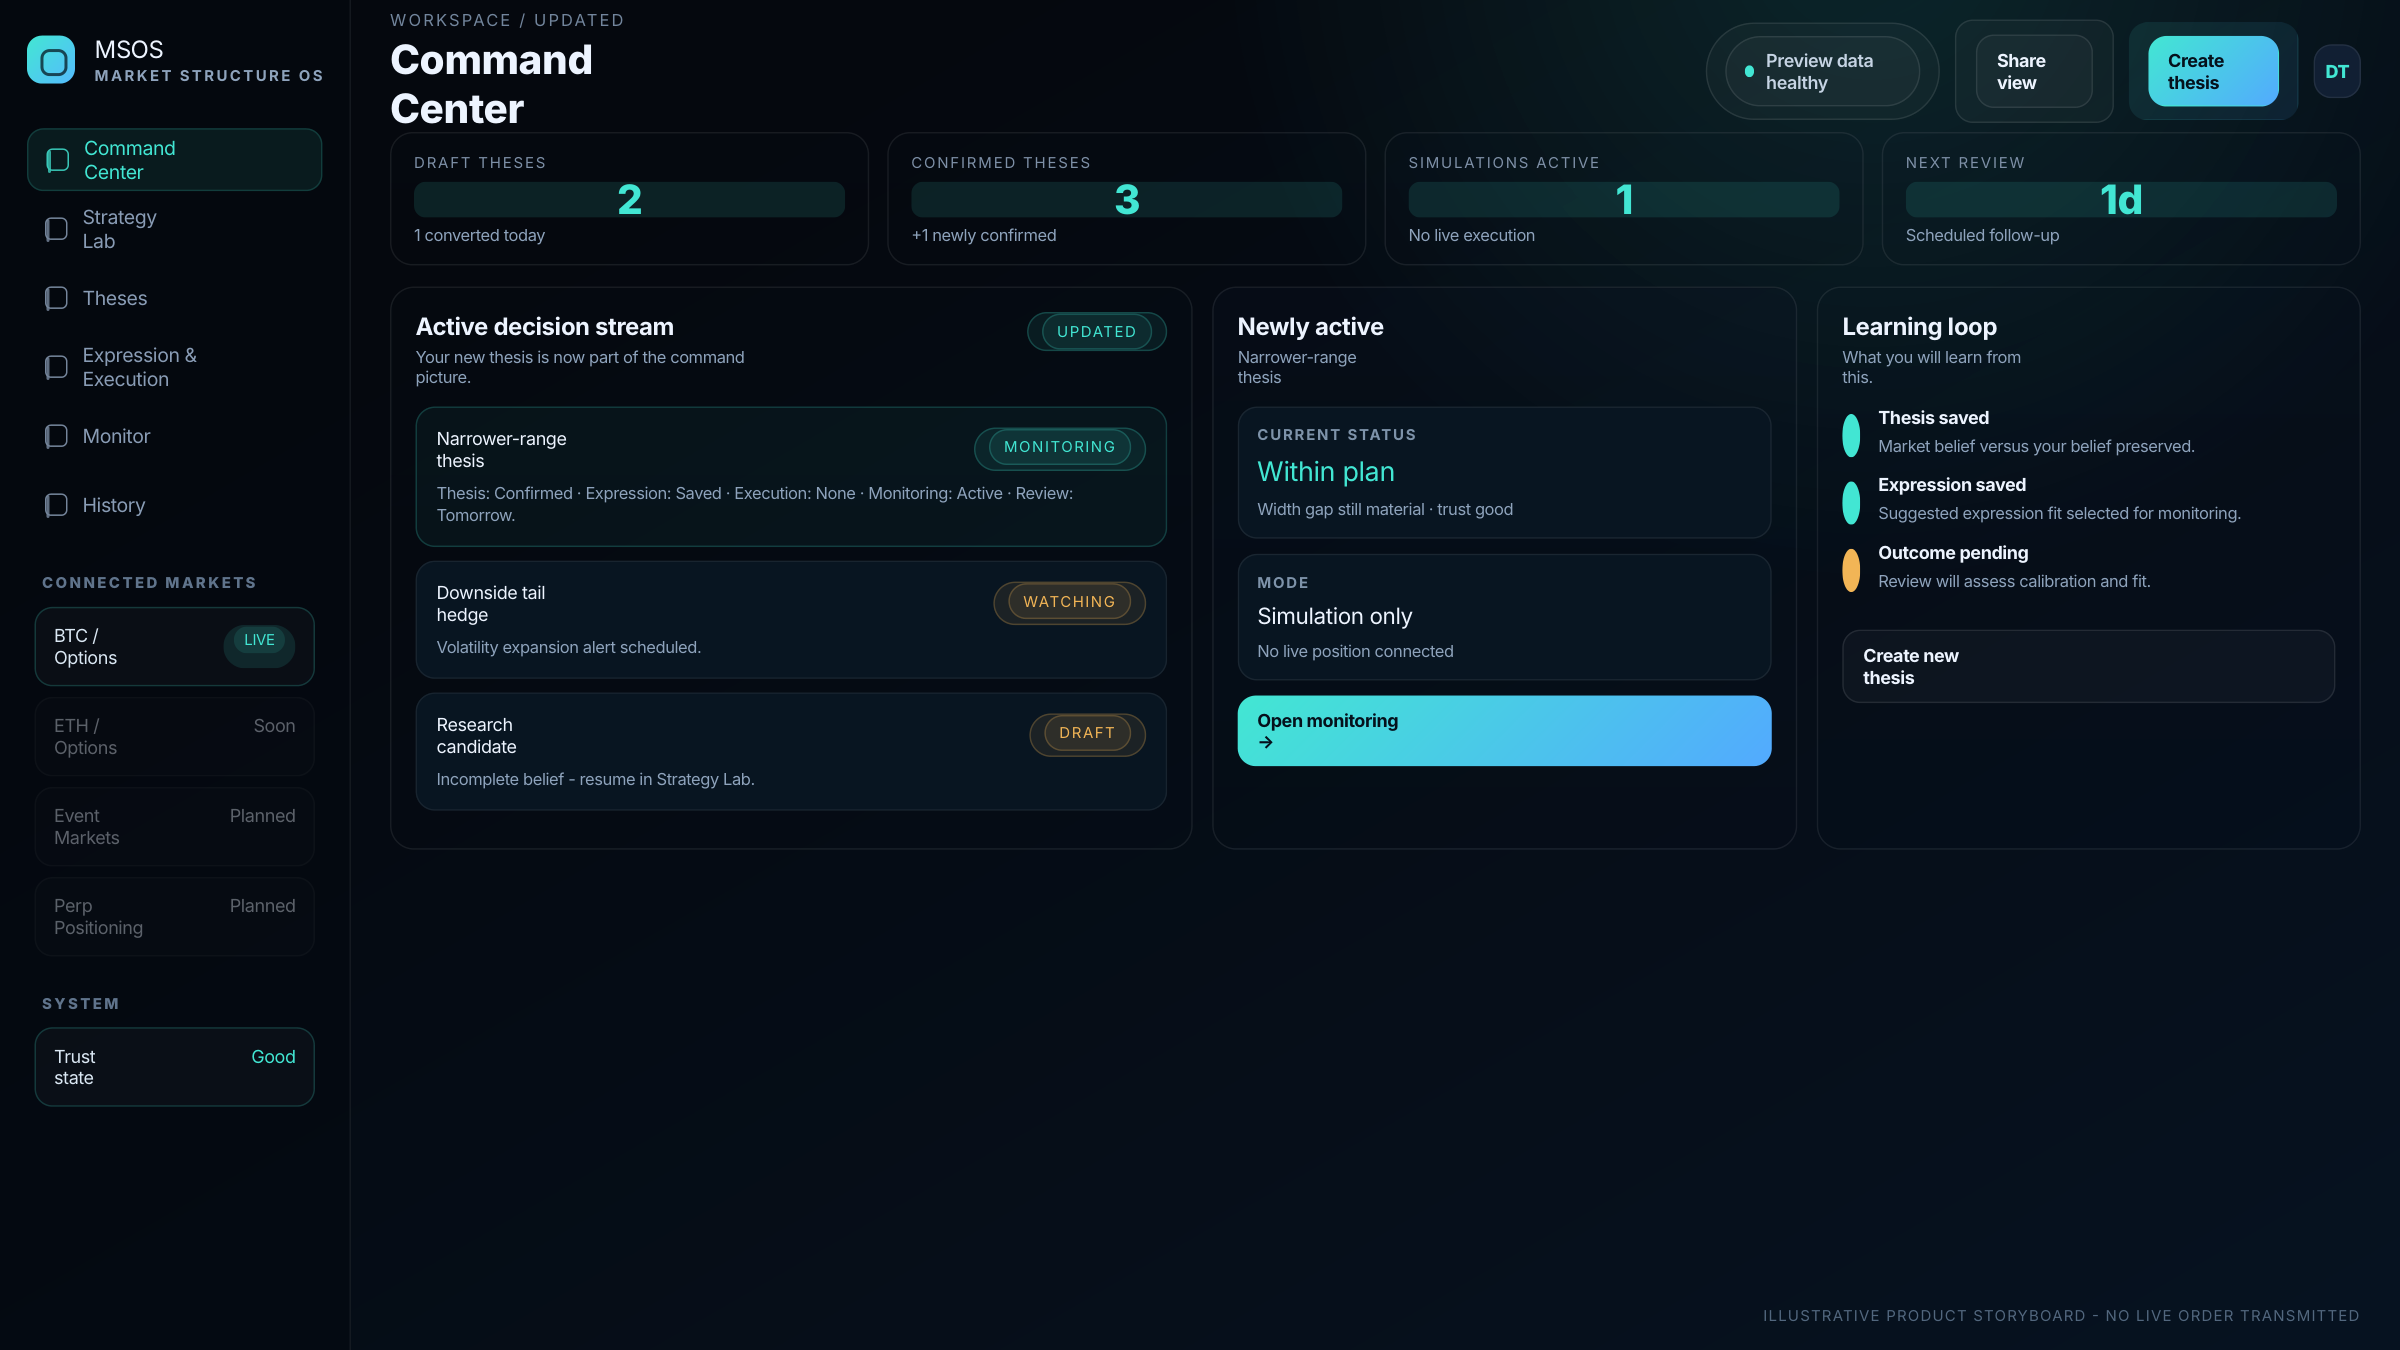 MSOS
MARKET STRUCTURE OS
Command
Center
Strategy
Lab
Theses
Expression &
Execution
Monitor
History
CONNECTED MARKETS
BTC /
Options
LIVE
ETH /
Options
Soon
Event
Markets
Planned
Perp
Positioning
Planned
SYSTEM
Trust
state
Good
WORKSPACE / UPDATED
Command
Center
Preview data
healthy
Share
view
Create
thesis
DT
DRAFT THESES
2
1 converted today
CONFIRMED THESES
3
+1 newly confirmed
SIMULATIONS ACTIVE
1
No live execution
NEXT REVIEW
1d
Scheduled follow-up
Active decision stream
Your new thesis is now part of the command
picture.
UPDATED
Narrower-range
thesis
MONITORING
Thesis: Confirmed · Expression: Saved · Execution: None · Monitoring: Active · Review:
Tomorrow.
Downside tail
hedge
WATCHING
Volatility expansion alert scheduled.
Research
candidate
DRAFT
Incomplete belief - resume in Strategy Lab.
Newly active
Narrower-range
thesis
CURRENT STATUS
Within plan
Width gap still material · trust good
MODE
Simulation only
No live position connected
Open monitoring
→
Learning loop
What you will learn from
this.
Thesis saved
Market belief versus your belief preserved.
Expression saved
Suggested expression fit selected for monitoring.
Outcome pending
Review will assess calibration and fit.
Create new
thesis
ILLUSTRATIVE PRODUCT STORYBOARD - NO LIVE ORDER TRANSMITTED